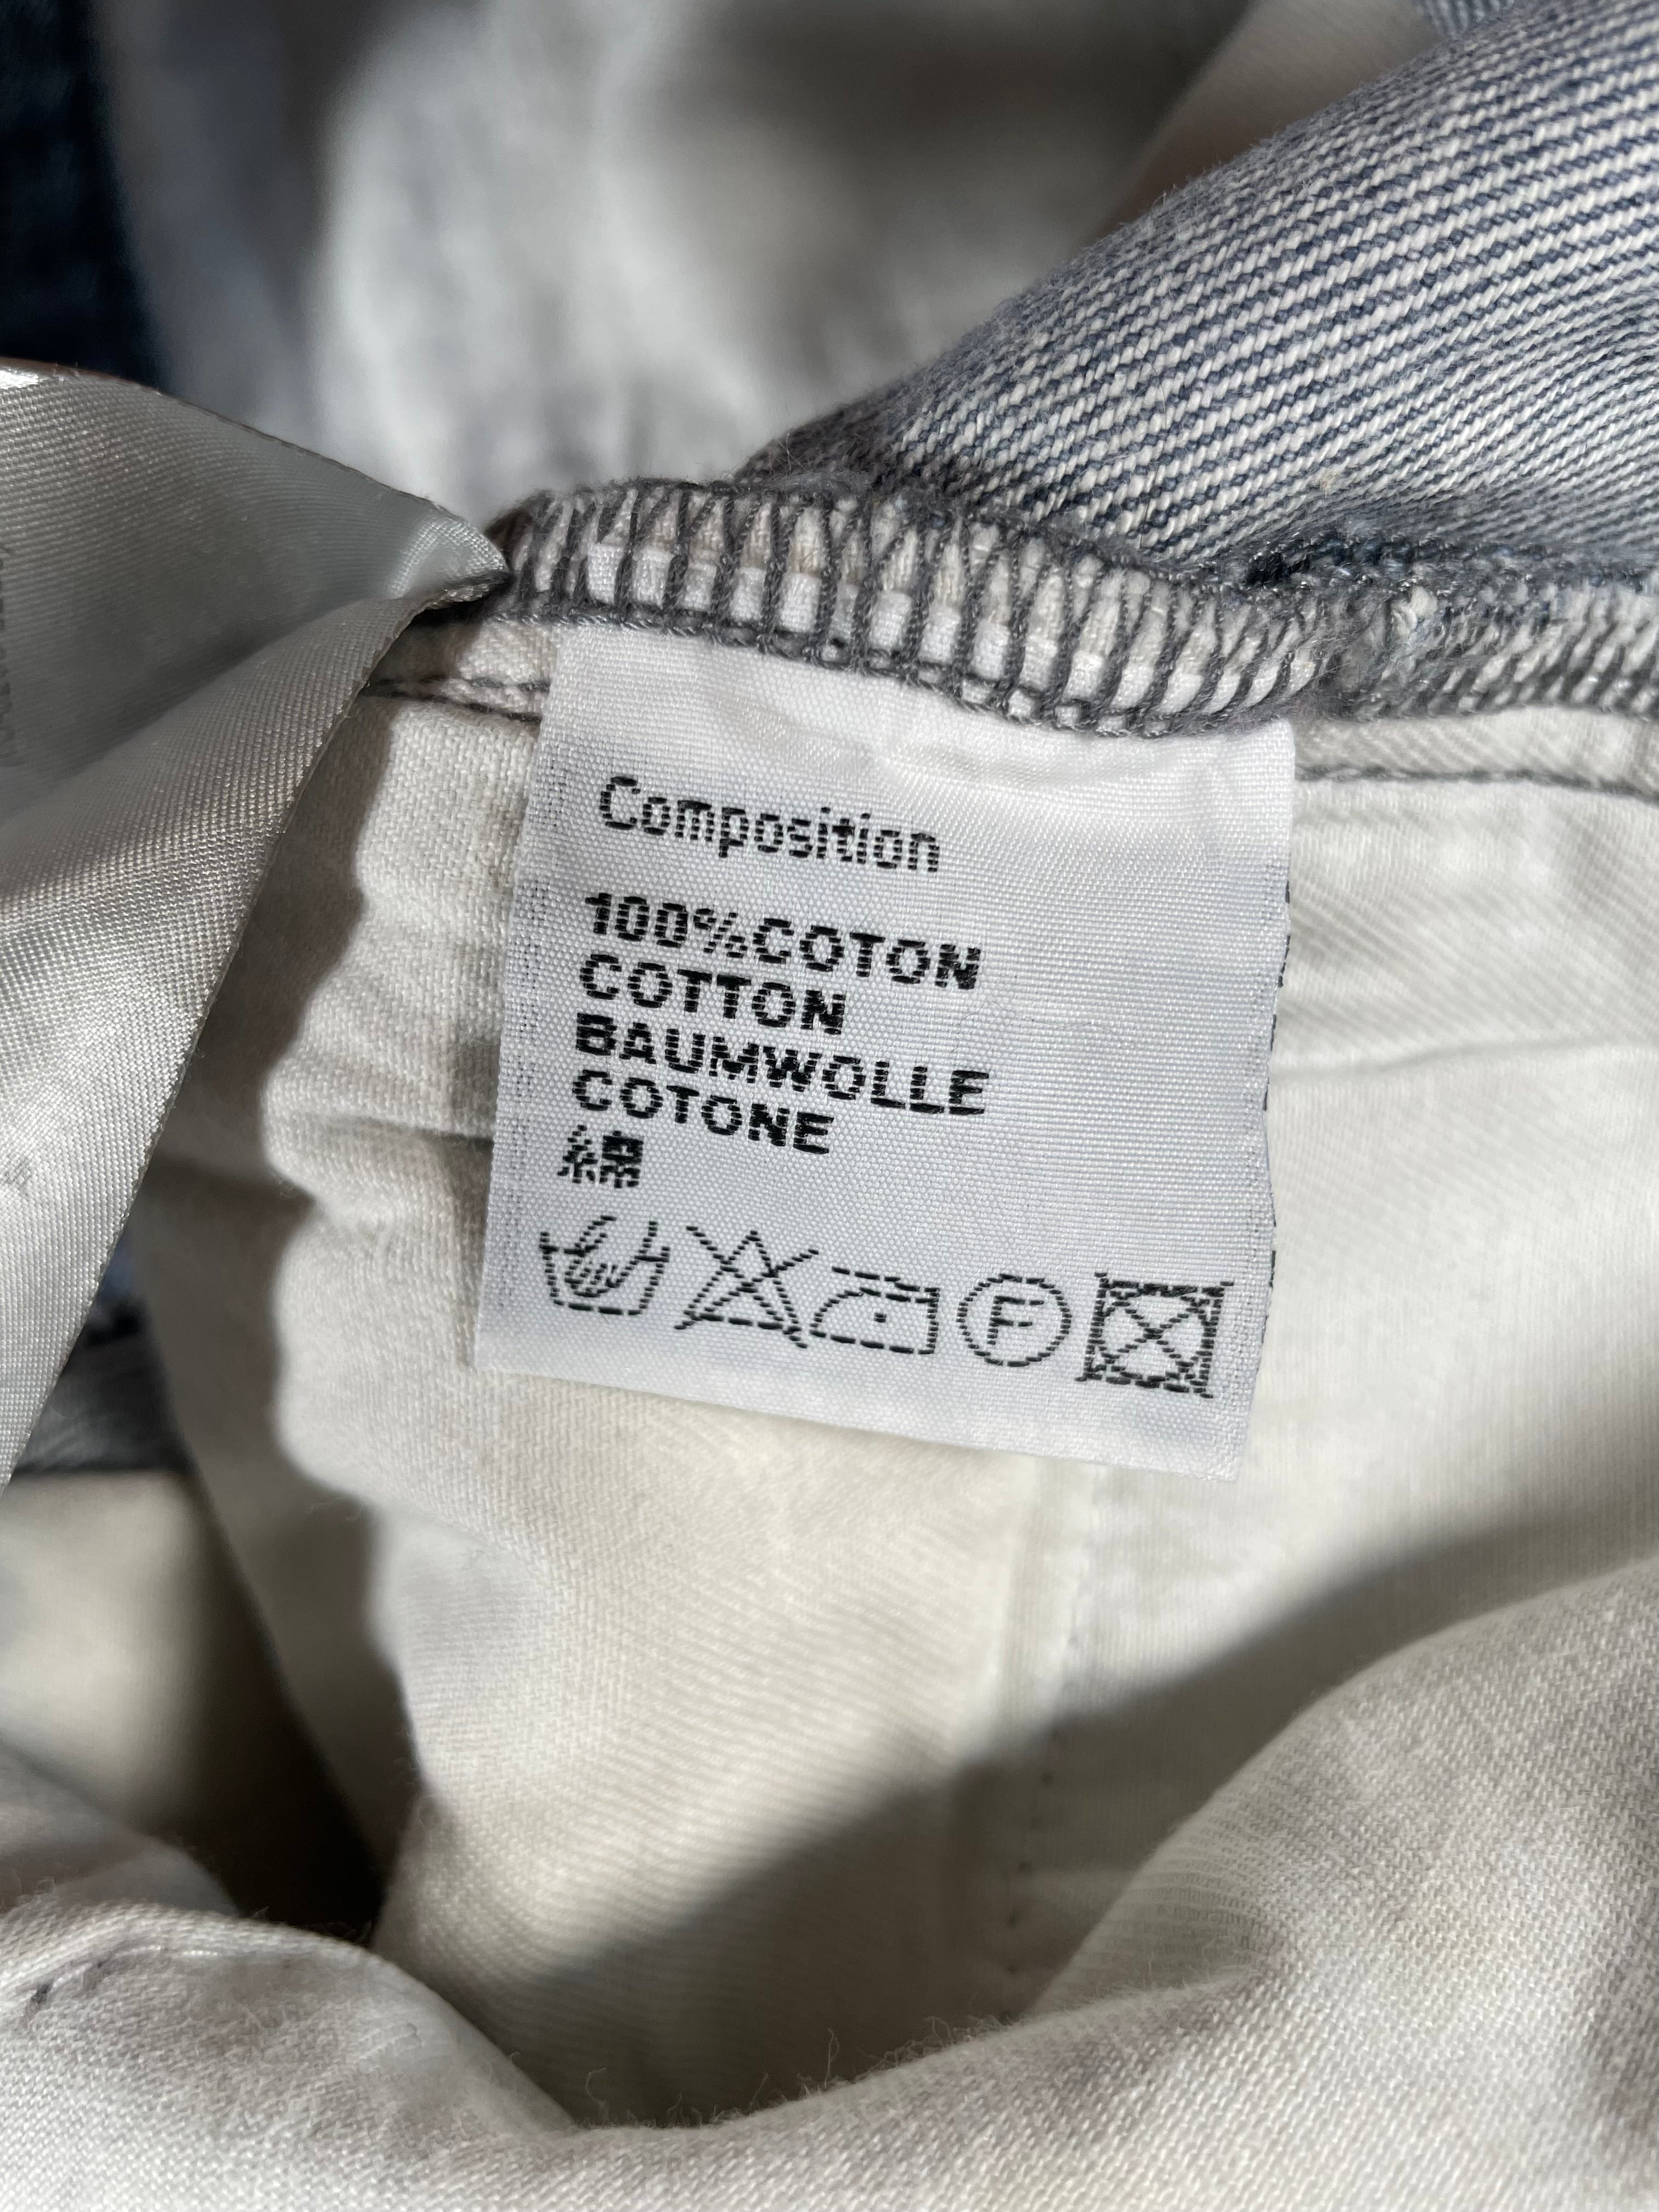 Composition
100%COTON
COTTON
BAUMWOLLE
COTONE
綿
F